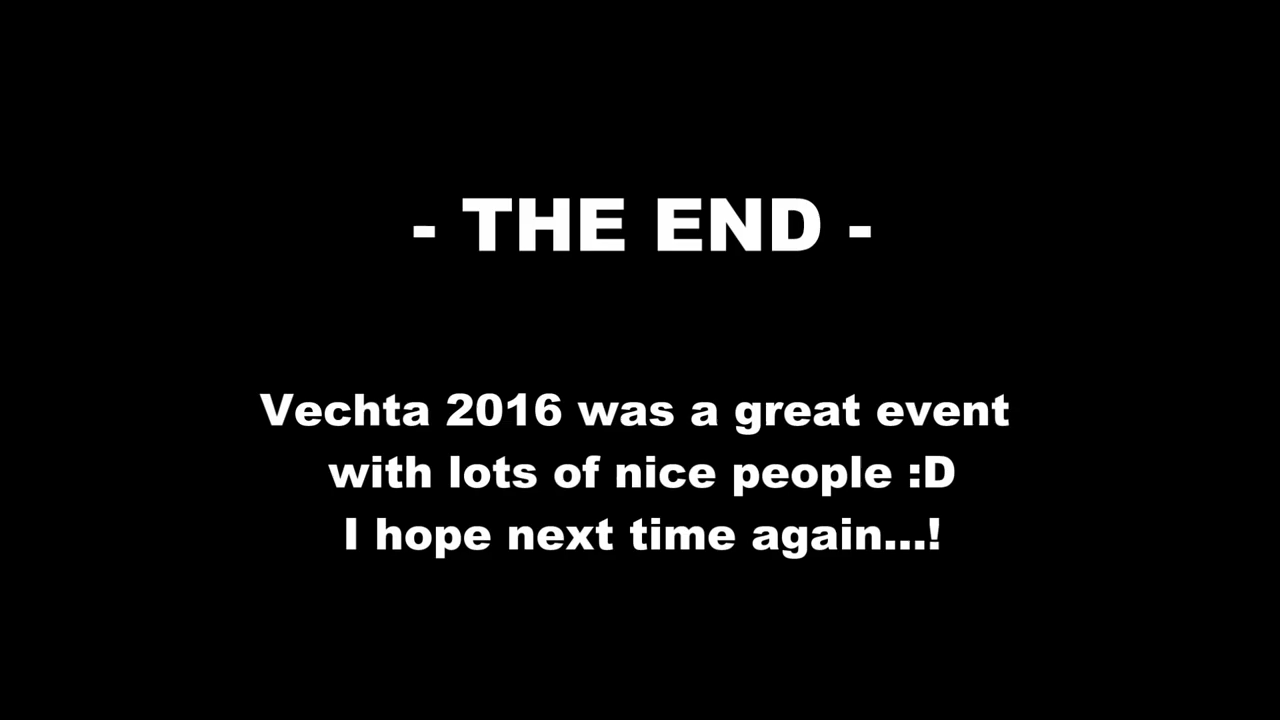 - THE END -
Vechta 2016 was a great event
with lots of nice people :D
I hope next time again...!